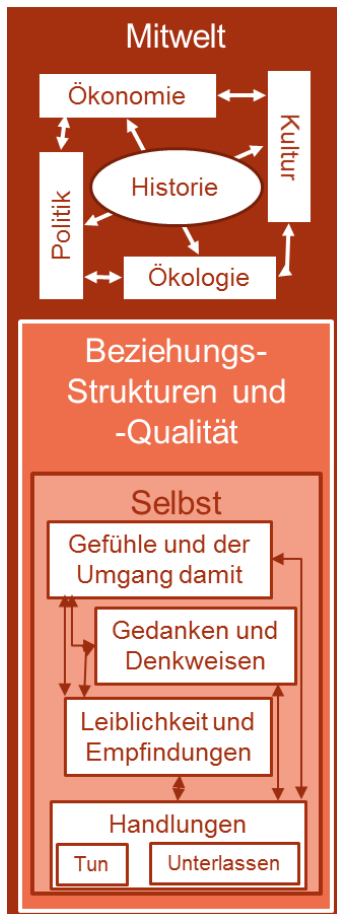 Mitwelt
Ökonomie
Kultur
Historie
Politik
Ökologie
Beziehungs-
Strukturen und
-Qualität
Selbst
Gefühle und der
Umgang damit
Gedanken und
Denkweisen
Leiblichkeit und
Empfindungen
Handlungen
Tun
Unterlassen